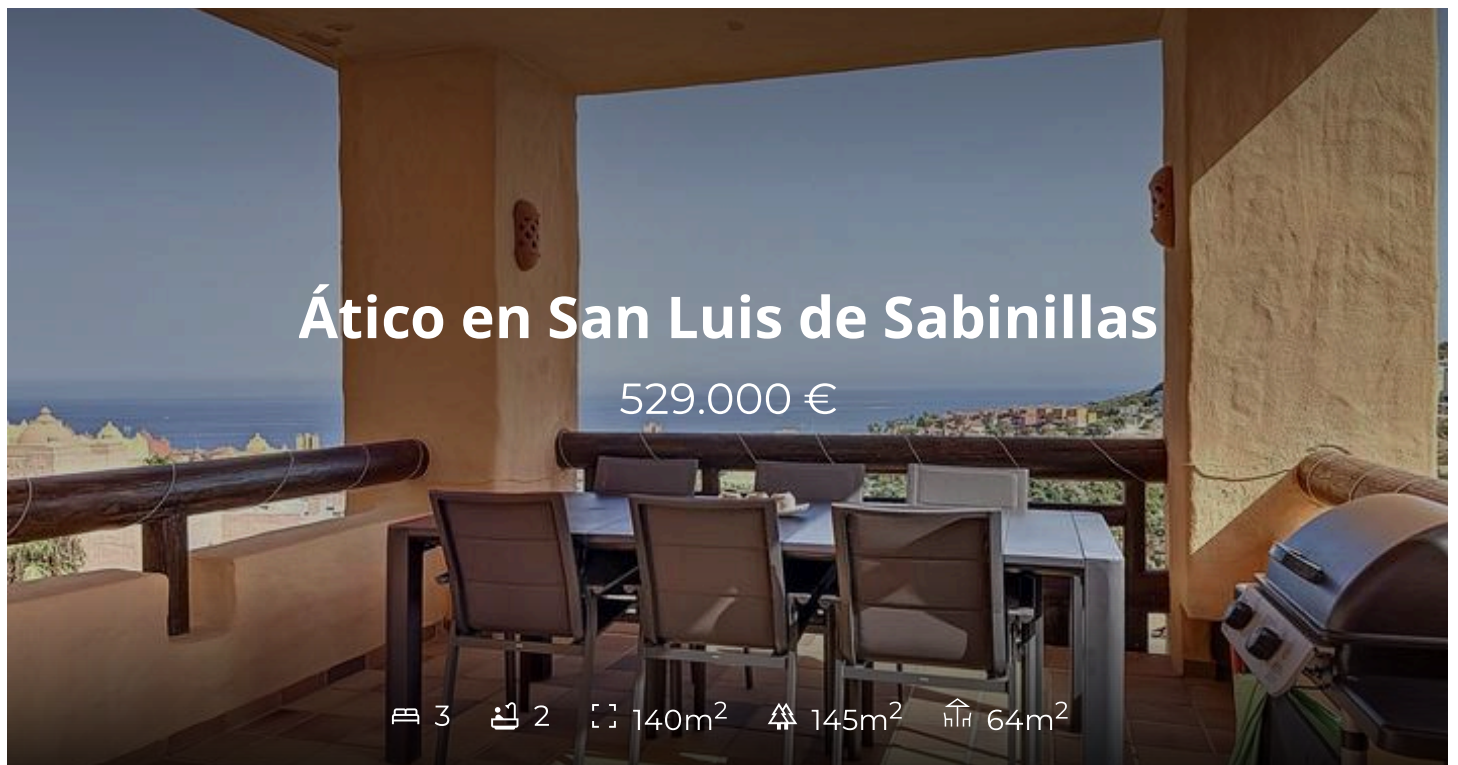 Ático en San Luis de Sabinillas
529.000 €
3 2 140m² 145m² 64m²